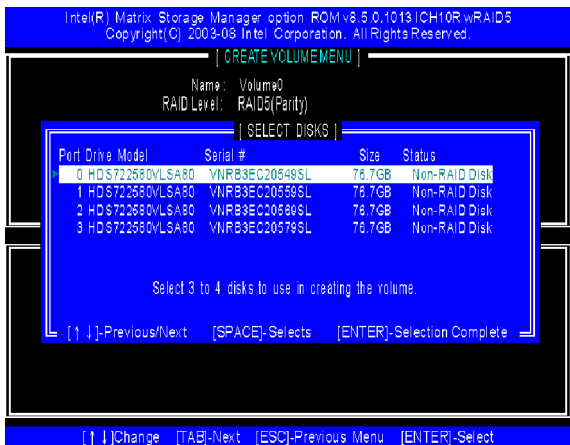 Intel(R) Matrix Storage Manager option ROM v8.5.0.1013 ICH10R wRAID5
Copyright(C) 2003-08 Intel Corporation. All Rights Reserved.
[ CREATE VOLUME MENU ]
Name: Volume0
RAID Level: RAID5(Parity)
[ SELECT DISKS ]
Port Drive Model Serial # Size Status
0 HDS722580VLSA80 VNRB3EC20549SL 76.7GB Non-RAID Disk
1 HDS722580VLSA80 VNRB3EC20559SL 76.7GB Non-RAID Disk
2 HDS722580VLSA80 VNRB3EC20569SL 76.7GB Non-RAID Disk
3 HDS722580VLSA80 VNRB3EC20579SL 76.7GB Non-RAID Disk
Select 3 to 4 disks to use in creating the volume.
[↑↓]-Previous/Next [SPACE]-Selects [ENTER]-Selection Complete
[↑↓]Change [TAB]-Next [ESC]-Previous Menu [ENTER]-Select